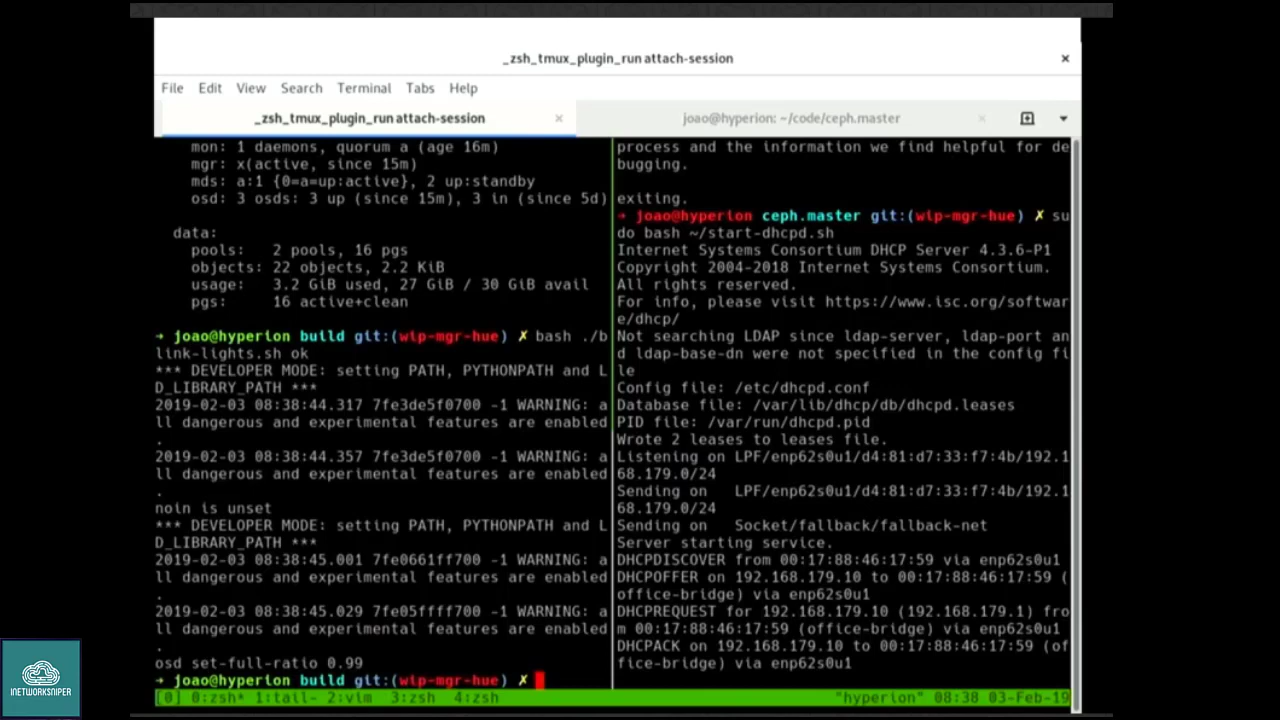 _zsh_tmux_plugin_run attach-session
File Edit View Search Terminal Tabs Help
_zsh_tmux_plugin_run attach-session
joao@hyperion: ~/code/ceph.master
mon: 1 daemons, quorum a (age 16m)
mgr: x(active, since 15m)
mds: a:1 {0=a=up:active}, 2 up:standby
osd: 3 osds: 3 up (since 15m), 3 in (since 5d)
data:
pools:   2 pools, 16 pgs
objects: 22 objects, 2.2 KiB
usage:   3.2 GiB used, 27 GiB / 30 GiB avail
pgs:     16 active+clean
➜ joao@hyperion build git:(wip-mgr-hue) ✗ bash ./b
link-lights.sh ok
*** DEVELOPER MODE: setting PATH, PYTHONPATH and L
D_LIBRARY_PATH ***
2019-02-03 08:38:44.317 7fe3de5f0700 -1 WARNING: a
ll dangerous and experimental features are enabled
.
2019-02-03 08:38:44.357 7fe3de5f0700 -1 WARNING: a
ll dangerous and experimental features are enabled
.
noin is unset
*** DEVELOPER MODE: setting PATH, PYTHONPATH and L
D_LIBRARY_PATH ***
2019-02-03 08:38:45.001 7fe0661ff700 -1 WARNING: a
ll dangerous and experimental features are enabled
.
2019-02-03 08:38:45.029 7fe05ffff700 -1 WARNING: a
ll dangerous and experimental features are enabled
.
osd set-full-ratio 0.99
➜ joao@hyperion build git:(wip-mgr-hue) ✗
process and the information we find helpful for de
bugging.
exiting.
➜ joao@hyperion ceph.master git:(wip-mgr-hue) ✗ su
do bash ~/start-dhcpd.sh
Internet Systems Consortium DHCP Server 4.3.6-P1
Copyright 2004-2018 Internet Systems Consortium.
All rights reserved.
For info, please visit https://www.isc.org/softwar
e/dhcp/
Not searching LDAP since ldap-server, ldap-port an
d ldap-base-dn were not specified in the config fi
le
Config file: /etc/dhcpd.conf
Database file: /var/lib/dhcp/db/dhcpd.leases
PID file: /var/run/dhcpd.pid
Wrote 2 leases to leases file.
Listening on LPF/enp62s0u1/d4:81:d7:33:f7:4b/192.1
68.179.0/24
Sending on   LPF/enp62s0u1/d4:81:d7:33:f7:4b/192.1
68.179.0/24
Sending on   Socket/fallback/fallback-net
Server starting service.
DHCPDISCOVER from 00:17:88:46:17:59 via enp62s0u1
DHCPOFFER on 192.168.179.10 to 00:17:88:46:17:59 (
office-bridge) via enp62s0u1
DHCPREQUEST for 192.168.179.10 (192.168.179.1) fro
m 00:17:88:46:17:59 (office-bridge) via enp62s0u1
DHCPACK on 192.168.179.10 to 00:17:88:46:17:59 (of
fice-bridge) via enp62s0u1
[0] 0:zsh* 1:tail- 2:vim  3:zsh  4:zsh
"hyperion" 08:38 03-Feb-19
INETWORKSNIPER